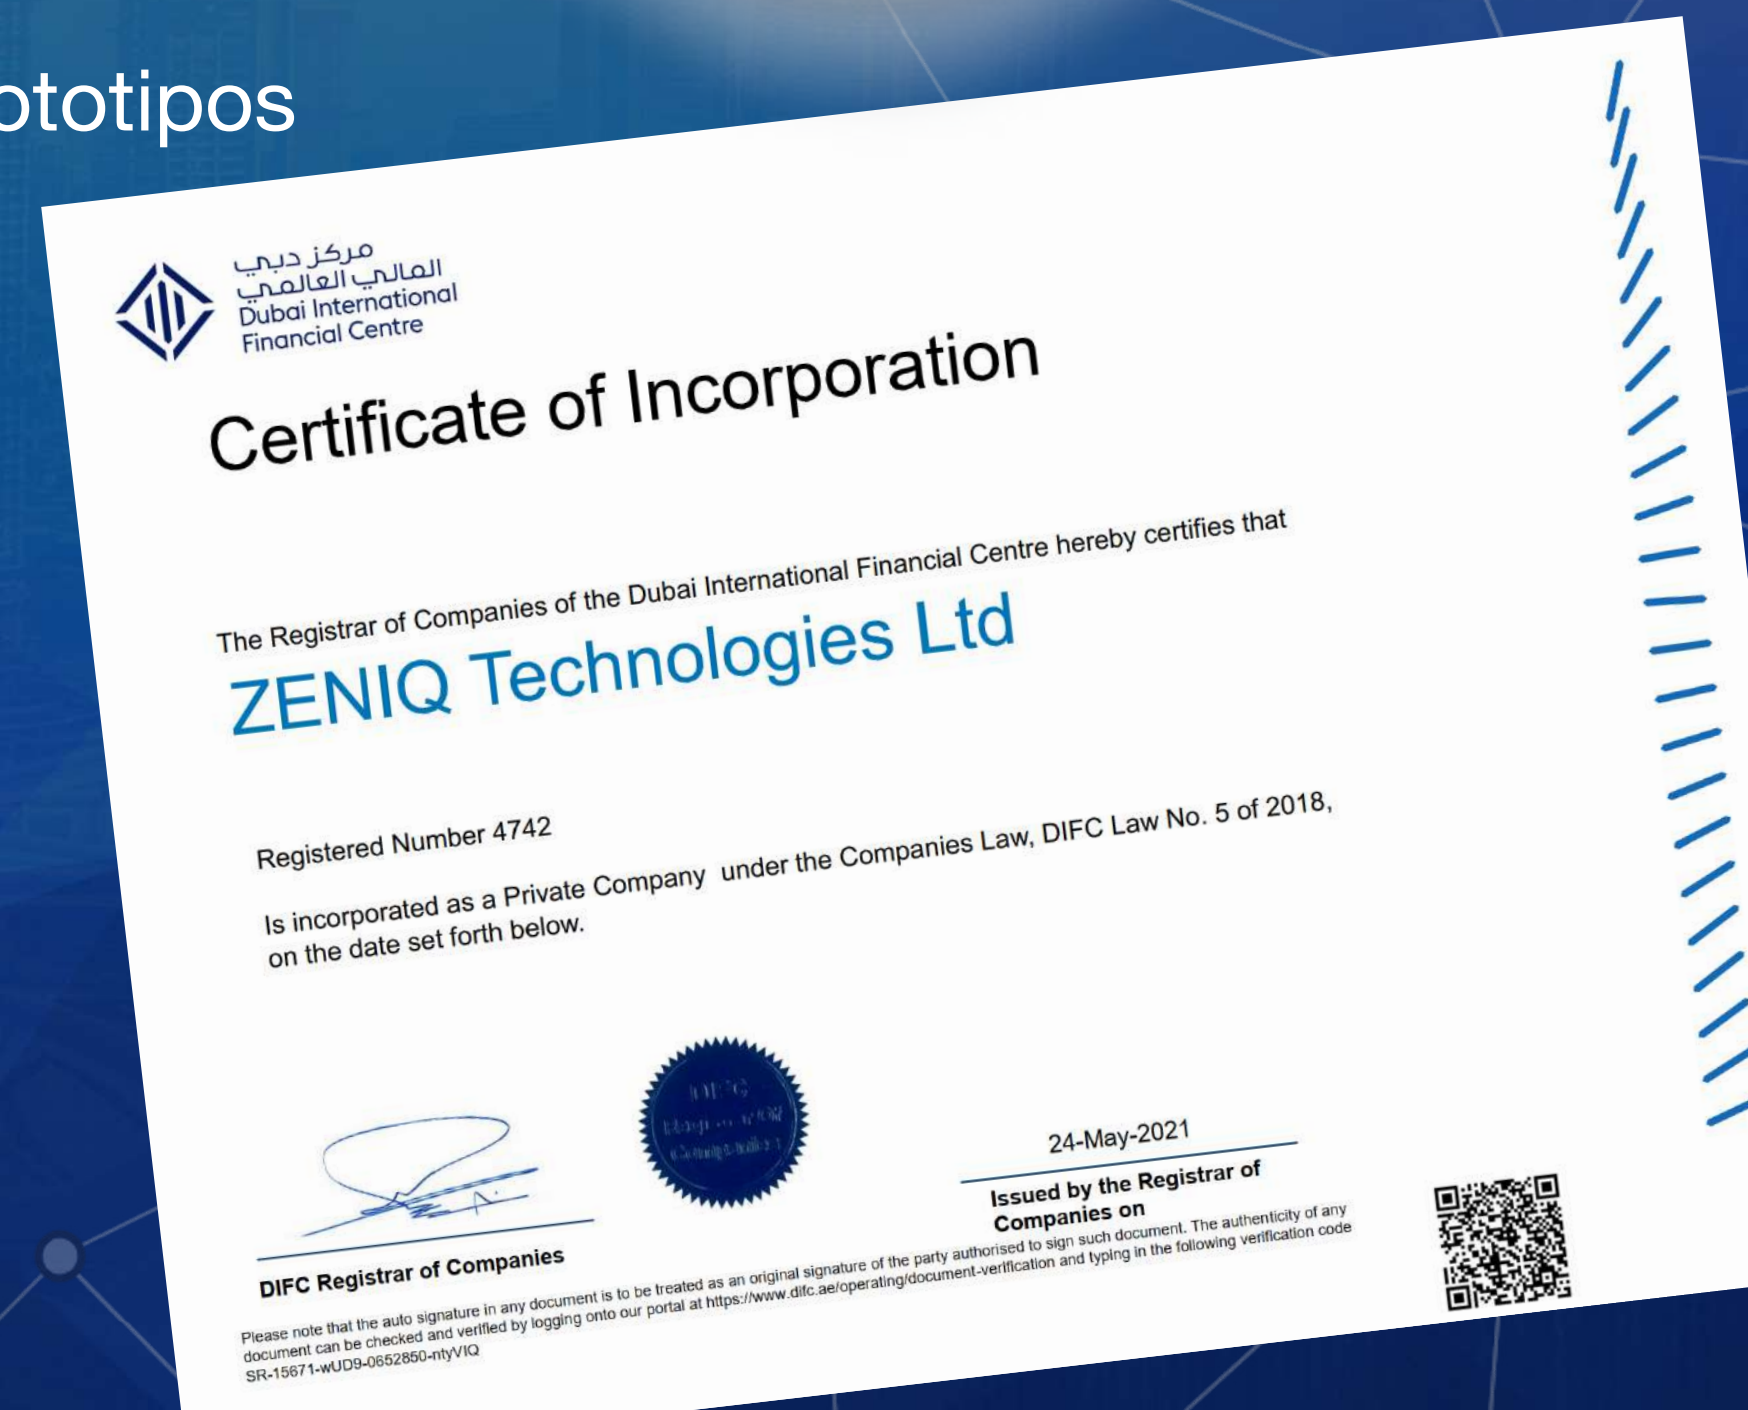 ototipos
مركز دبي
المالي العالمي
Dubai International
Financial Centre
Certificate of Incorporation
The Registrar of Companies of the Dubai International Financial Centre hereby certifies that
ZENIQ Technologies Ltd
Registered Number 4742
Is incorporated as a Private Company under the Companies Law, DIFC Law No. 5 of 2018,
on the date set forth below.
24-May-2021
Issued by the Registrar of
Companies on
DIFC Registrar of Companies
Please note that the auto signature in any document is to be treated as an original signature of the party authorised to sign such document. The authenticity of any
document can be checked and verified by logging onto our portal at https://www.difc.ae/operating/document-verification and typing in the following verification code
SR-15671-wUD9-0652850-ntyVIQ